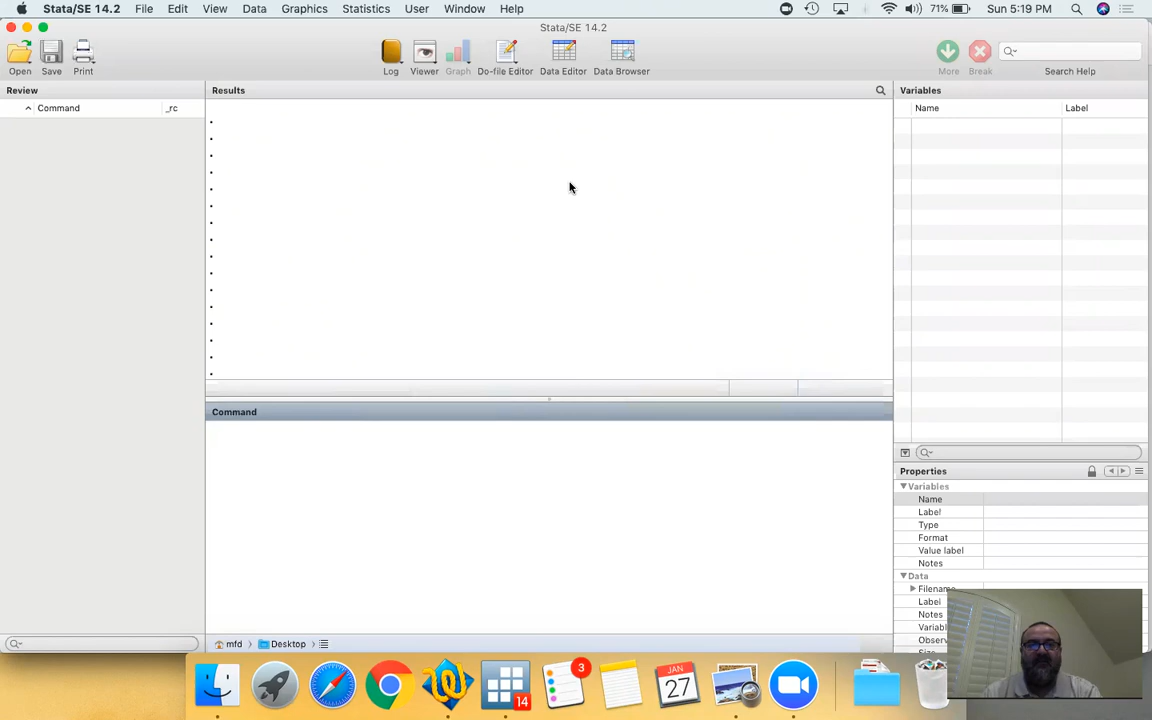 Stata/SE 14.2 File Edit View Data Graphics Statistics User Window Help 71% Sun 5:19 PM
Stata/SE 14.2
Open Save Print Log Viewer Graph Do-file Editor Data Editor Data Browser More Break Search Help
Review Results Variables
Command _rc Name Label
Command
Properties
Variables
Name
Label
Type
Format
Value label
Notes
Data
Filename
Label
Notes
Variabl
Observ
mfd Desktop
3
14
JAN
27